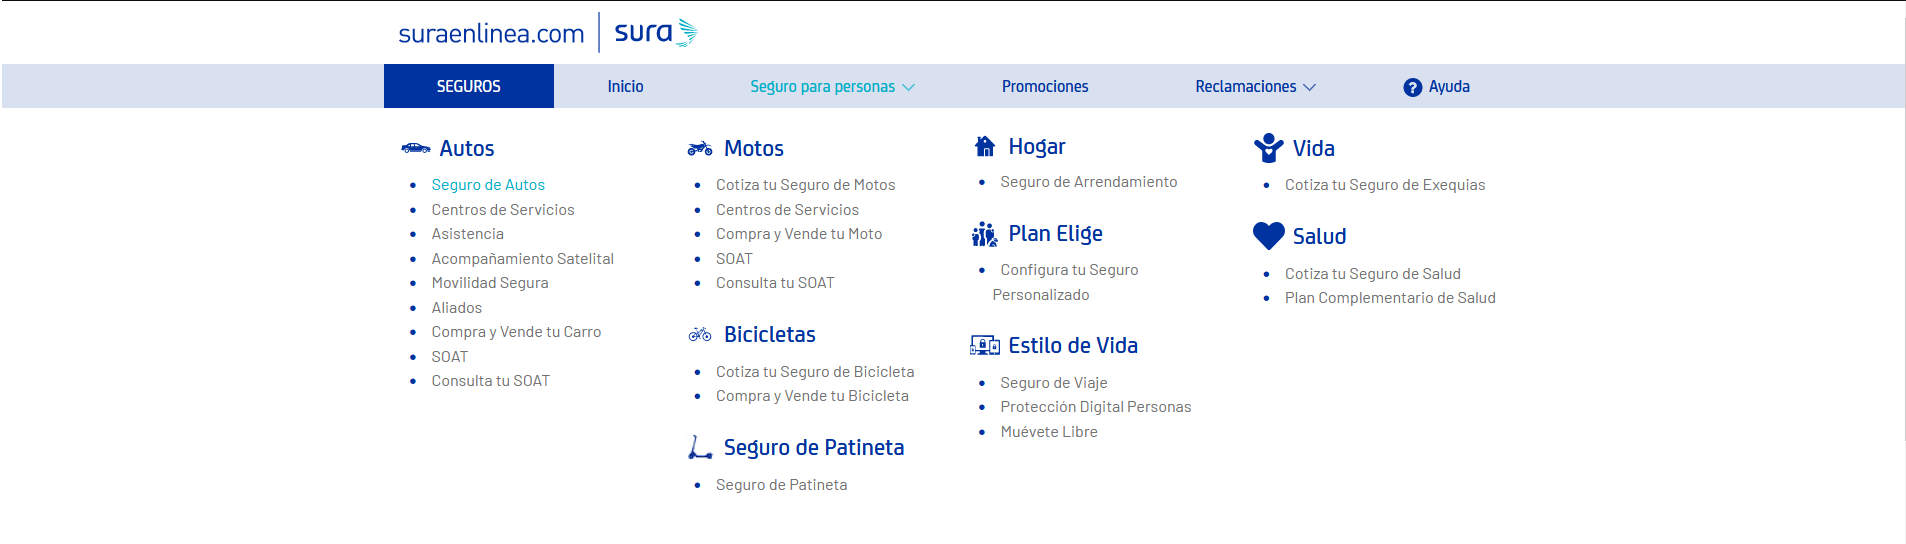 suraenlinea.com
sura
SEGUROS
Inicio
Seguro para personas
Promociones
Reclamaciones
? Ayuda
Autos
Seguro de Autos
Centros de Servicios
Asistencia
Acompañamiento Satelital
Movilidad Segura
Aliados
Compra y Vende tu Carro
SOAT
Consulta tu SOAT
Motos
Cotiza tu Seguro de Motos
Centros de Servicios
Compra y Vende tu Moto
SOAT
Consulta tu SOAT
Bicicletas
Cotiza tu Seguro de Bicicleta
Compra y Vende tu Bicicleta
Seguro de Patineta
Seguro de Patineta
Hogar
Seguro de Arrendamiento
Plan Elige
Configura tu Seguro
Personalizado
Estilo de Vida
Seguro de Viaje
Protección Digital Personas
Muévete Libre
Vida
Cotiza tu Seguro de Exequias
Salud
Cotiza tu Seguro de Salud
Plan Complementario de Salud